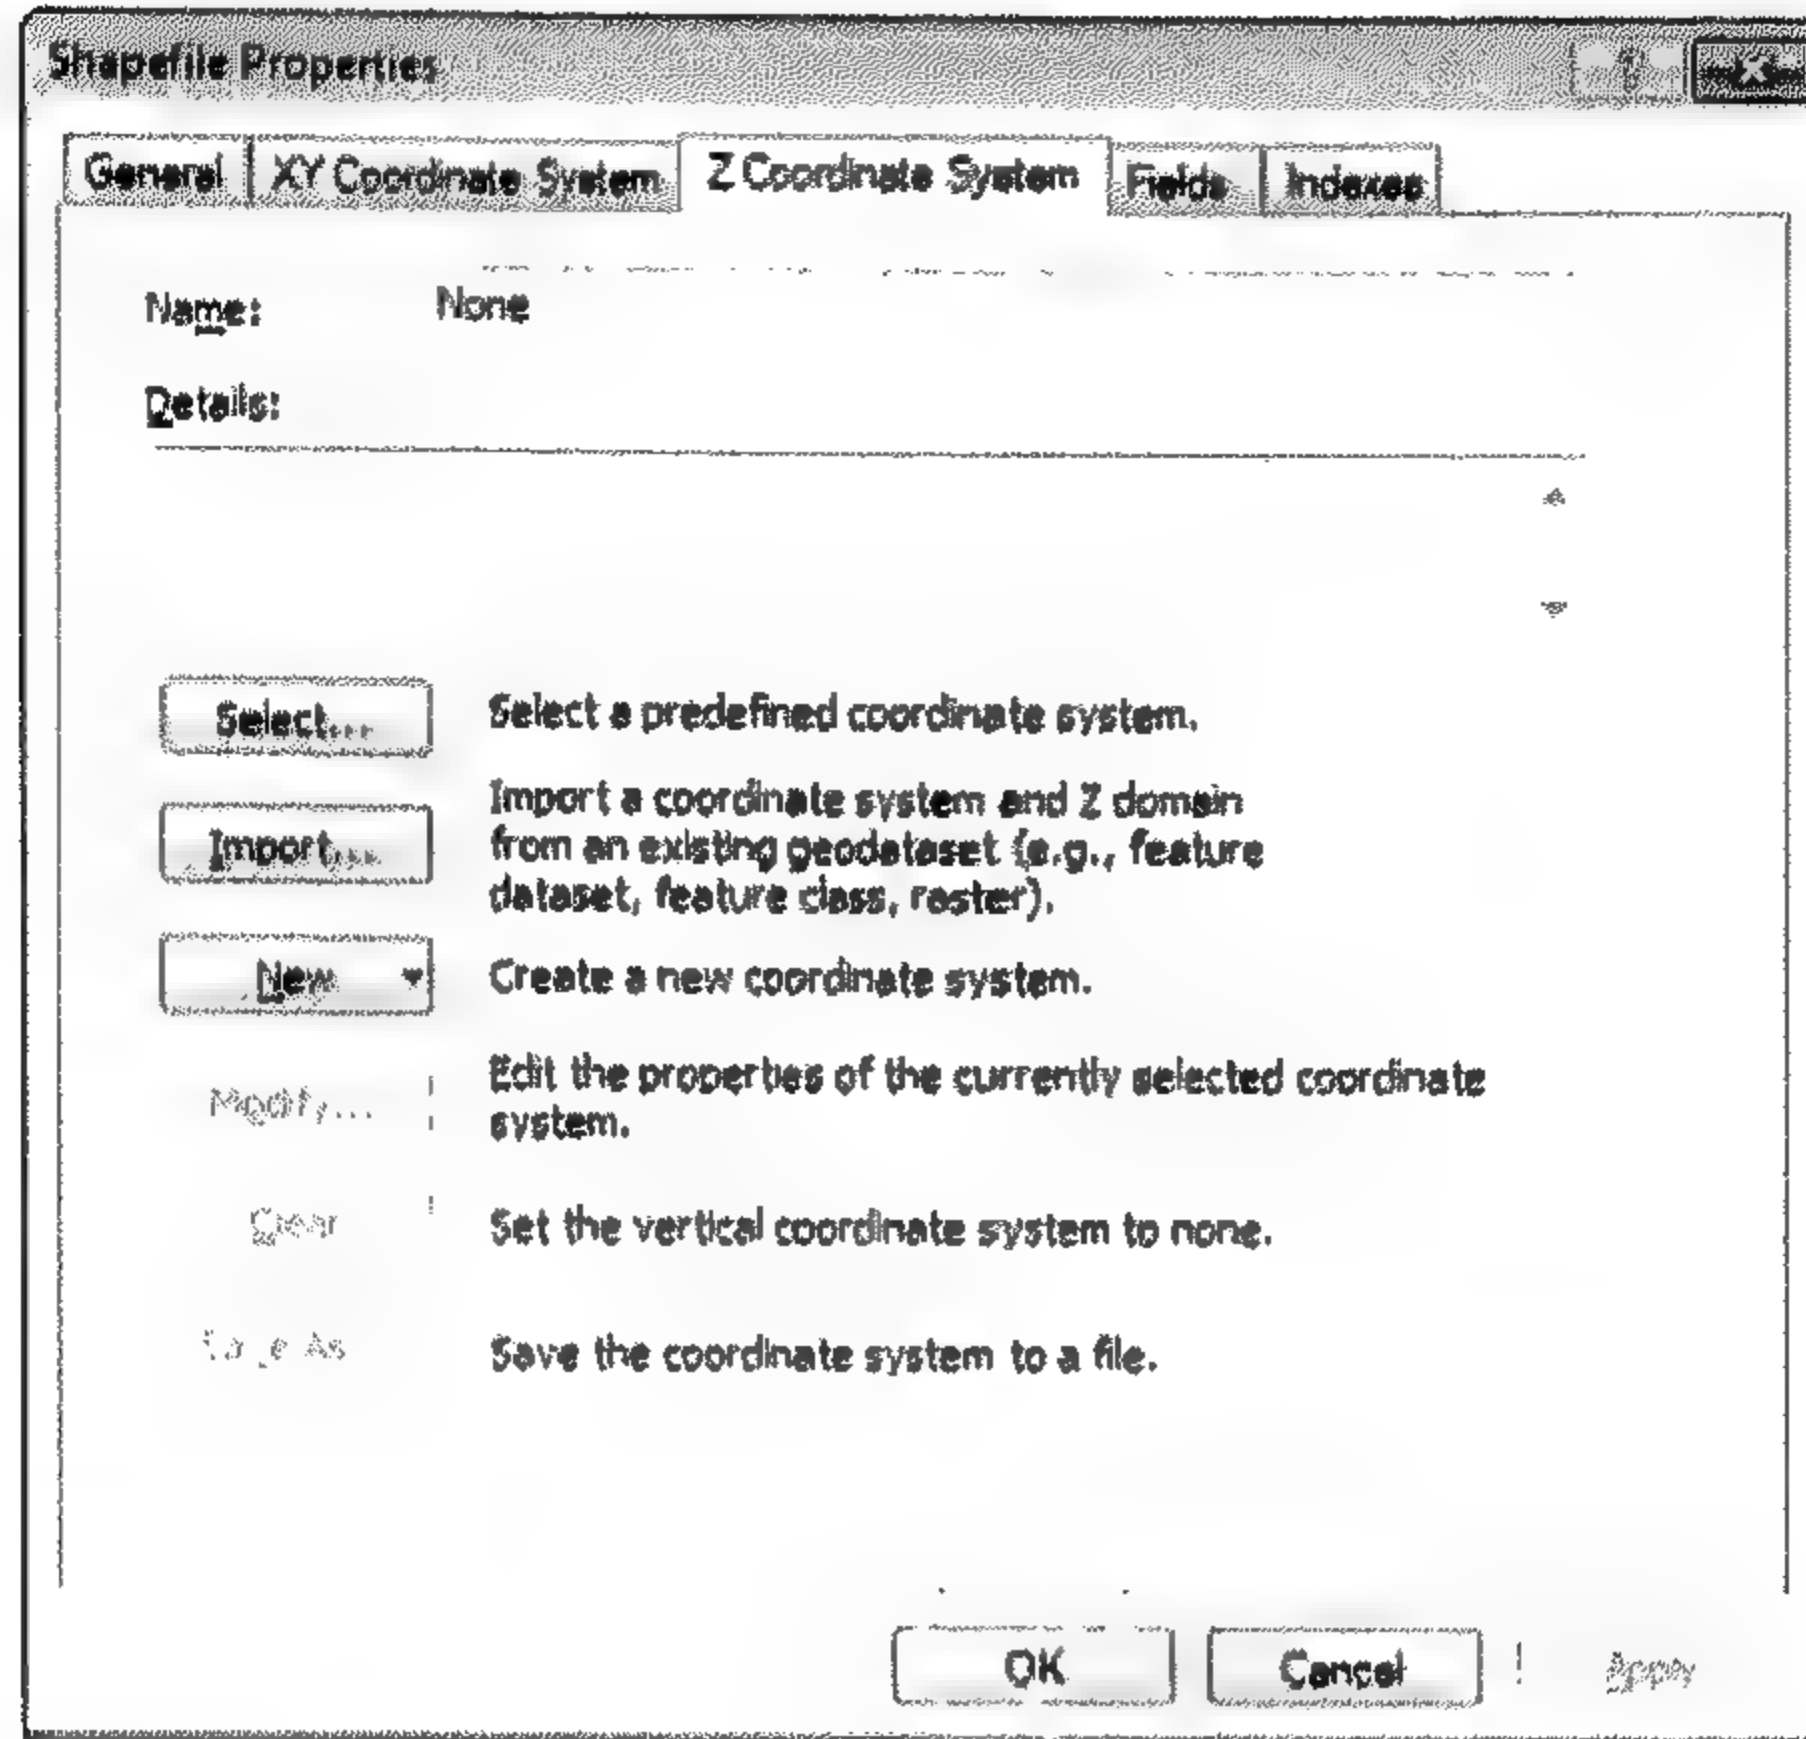 Shapefile Properties
General XY Coordinate System Z Coordinate System Fields Indexes
Name: None
Details:
Select... Select a predefined coordinate system.
Import... Import a coordinate system and Z domain
from an existing geodataset (e.g., feature
dataset, feature class, raster).
New Create a new coordinate system.
Modify... Edit the properties of the currently selected coordinate
system.
Clear Set the vertical coordinate system to none.
Save As Save the coordinate system to a file.
OK Cancel Apply